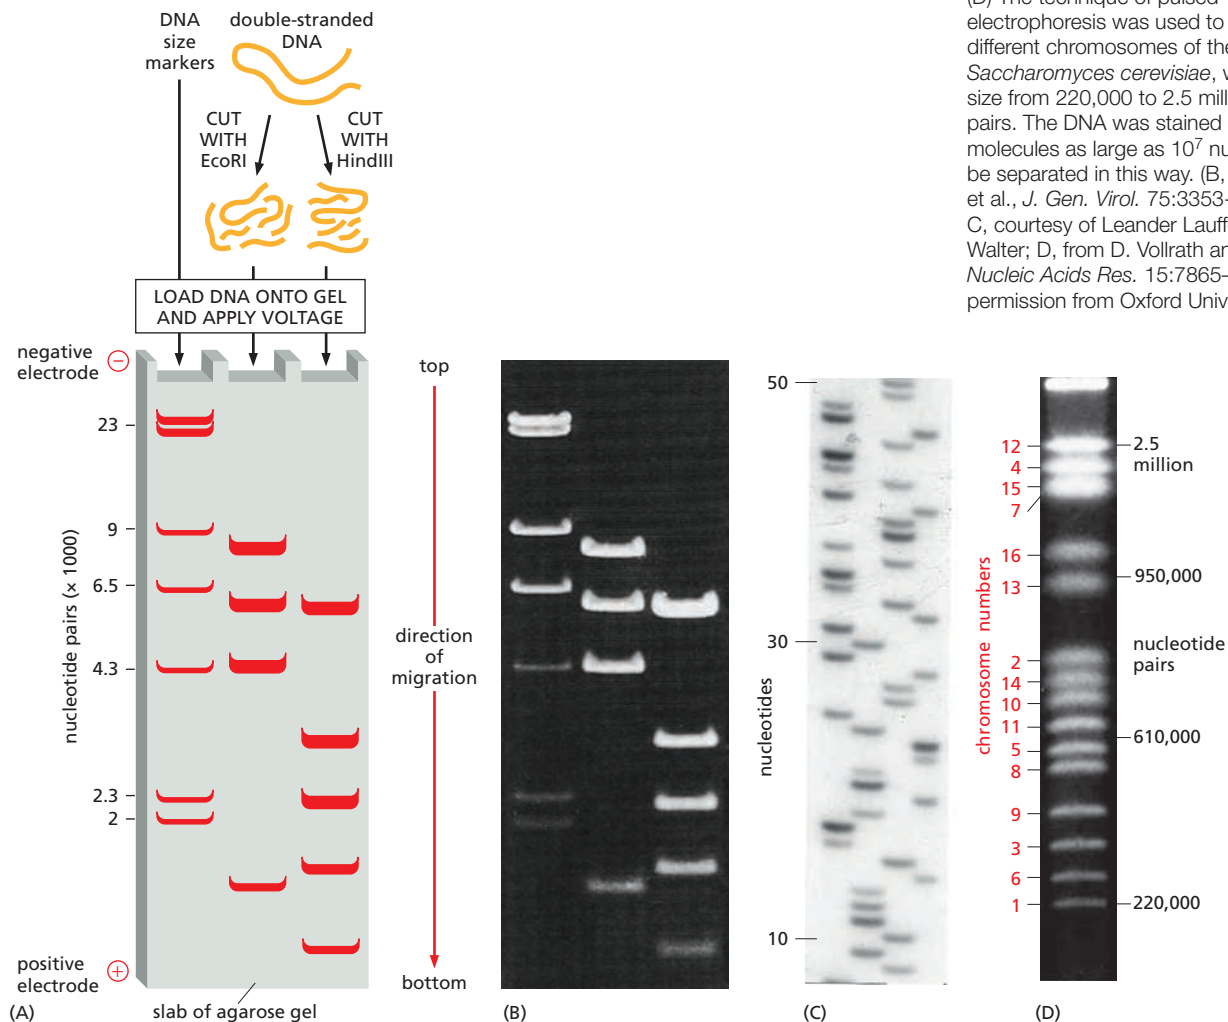 (D) The technique of pulsed
electrophoresis was used to
different chromosomes of the
Saccharomyces cerevisiae, v
size from 220,000 to 2.5 mill
pairs. The DNA was stained
molecules as large as 10⁷ nu
be separated in this way. (B,
et al., J. Gen. Virol. 75:3353–
C, courtesy of Leander Lauff
Walter; D, from D. Vollrath an
Nucleic Acids Res. 15:7865–
permission from Oxford Univ
DNA
size
markers
double-stranded
DNA
CUT
WITH
EcoRI
CUT
WITH
HindIII
LOAD DNA ONTO GEL
AND APPLY VOLTAGE
negative
electrode
−
nucleotide pairs (× 1000)
23
9
6.5
4.3
2.3
2
positive
electrode
+
slab of agarose gel
(A)
top
direction
of
migration
bottom
(B)
nucleotides
50
30
10
(C)
chromosome numbers
12
4
15
7
16
13
2
14
10
11
5
8
9
3
6
1
2.5
million
950,000
nucleotide
pairs
610,000
220,000
(D)